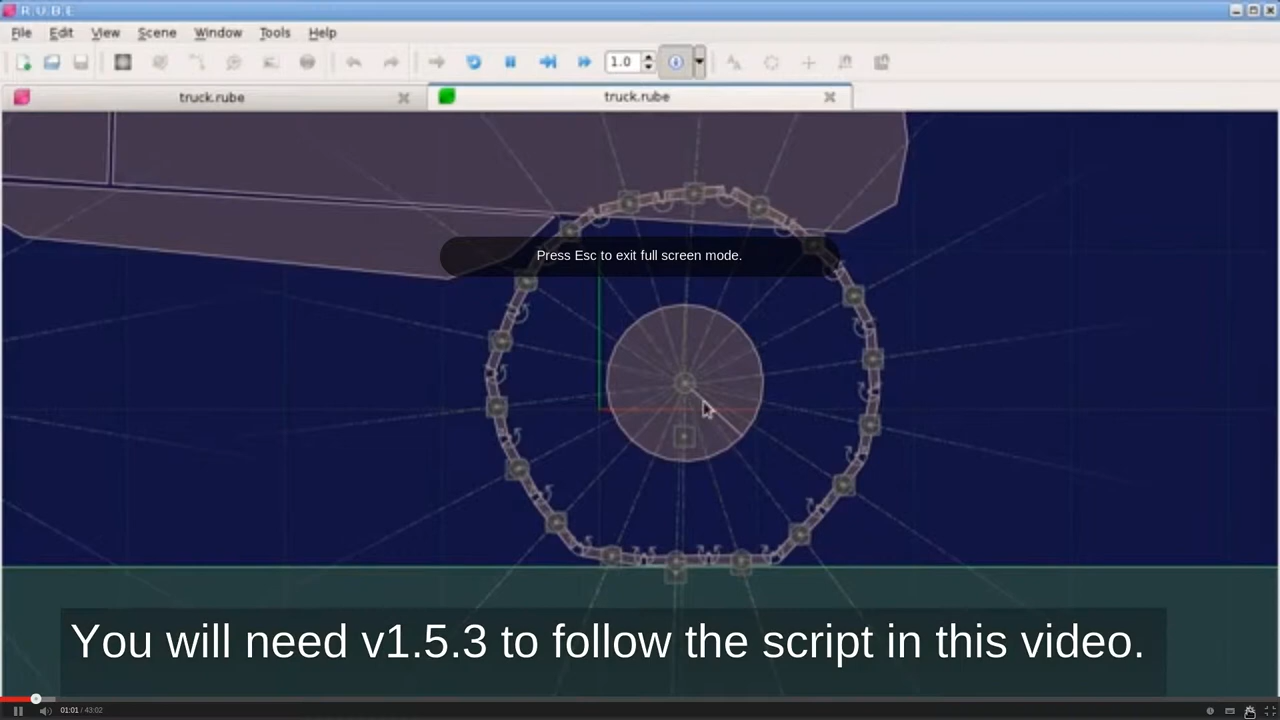 R.U.B.E
File Edit View Scene Window Tools Help
1.0
truck.rube truck.rube
Press Esc to exit full screen mode.
You will need v1.5.3 to follow the script in this video.
01:01 / 43:02